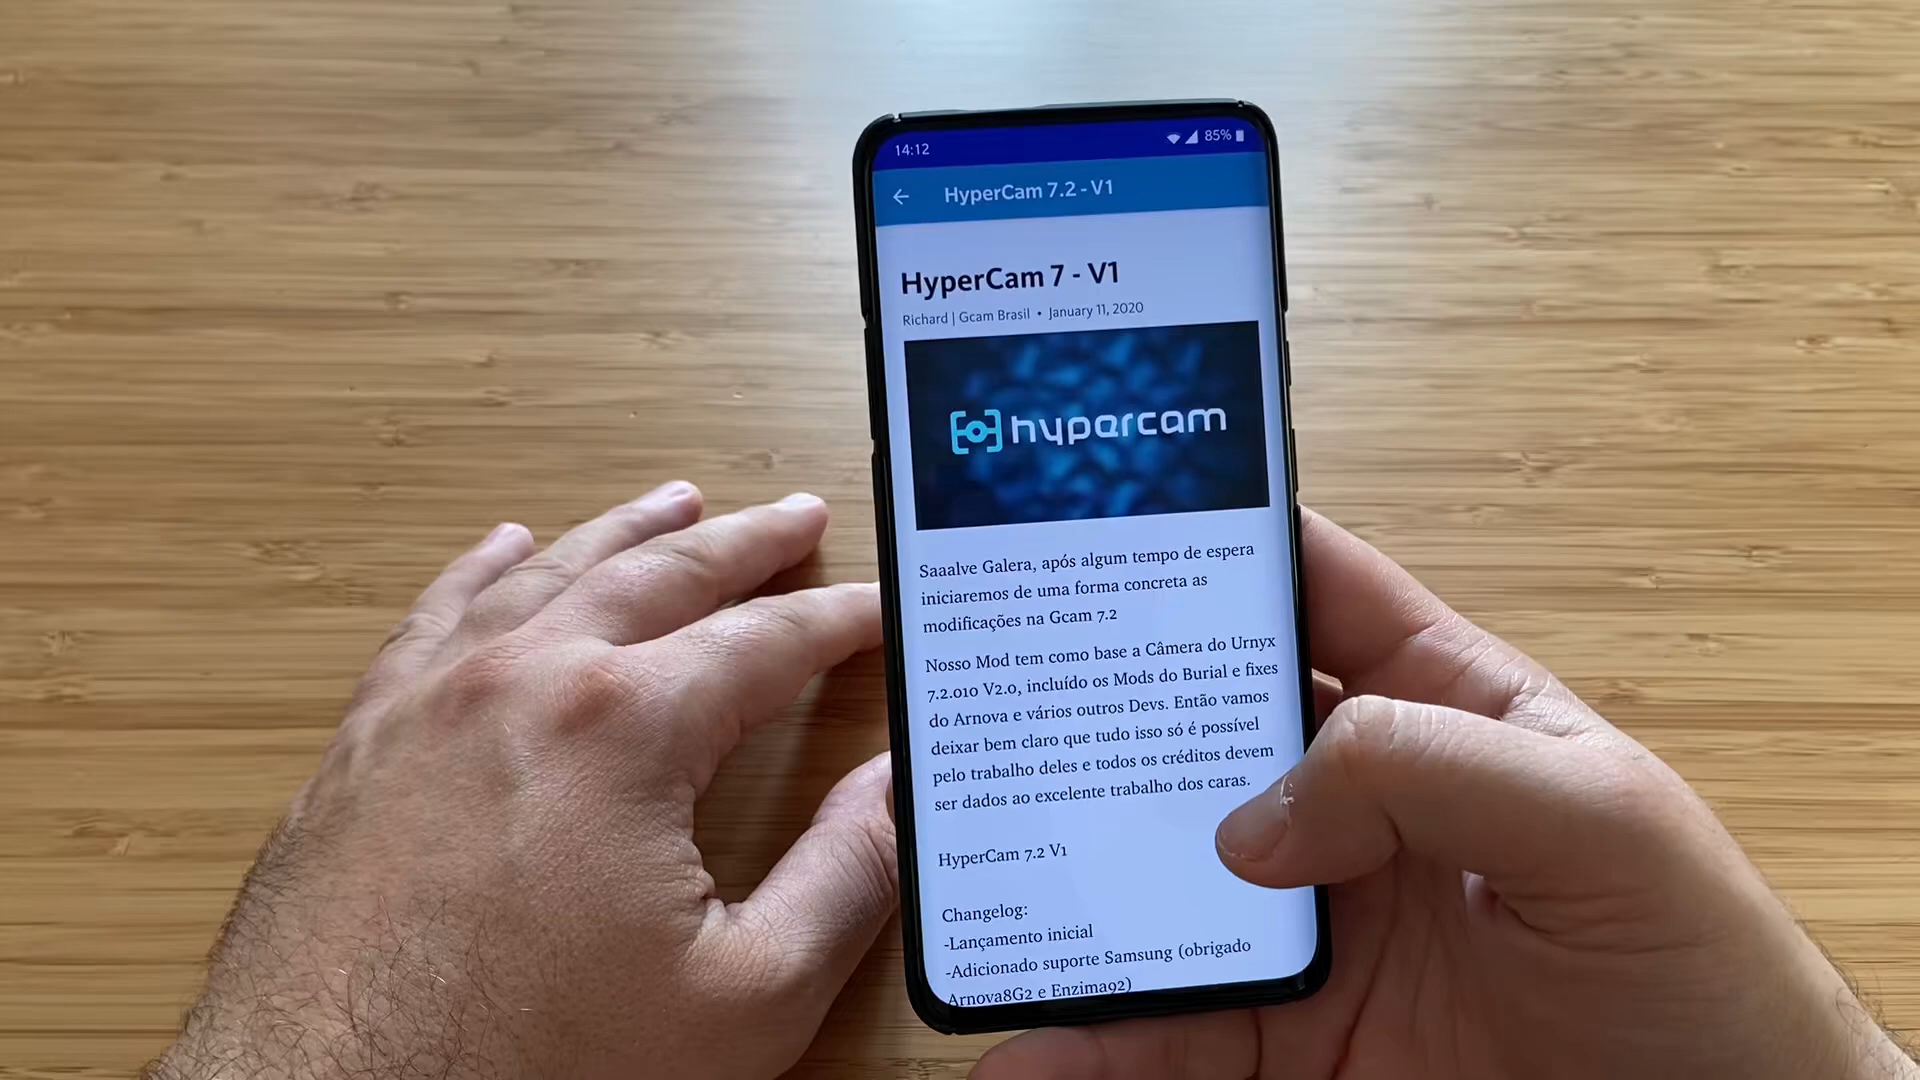 14:12
85%
HyperCam 7.2 - V1
HyperCam 7 - V1
Richard | Gcam Brasil • January 11, 2020
hypercam
Saaalve Galera, após algum tempo de espera
iniciaremos de uma forma concreta as
modificações na Gcam 7.2
Nosso Mod tem como base a Câmera do Urnyx
7.2.010 V2.0, incluído os Mods do Burial e fixes
do Arnova e vários outros Devs. Então vamos
deixar bem claro que tudo isso só é possível
pelo trabalho deles e todos os créditos devem
ser dados ao excelente trabalho dos caras.
HyperCam 7.2 V1
Changelog:
-Lançamento inicial
-Adicionado suporte Samsung (obrigado
Arnova8G2 e Enzima92)